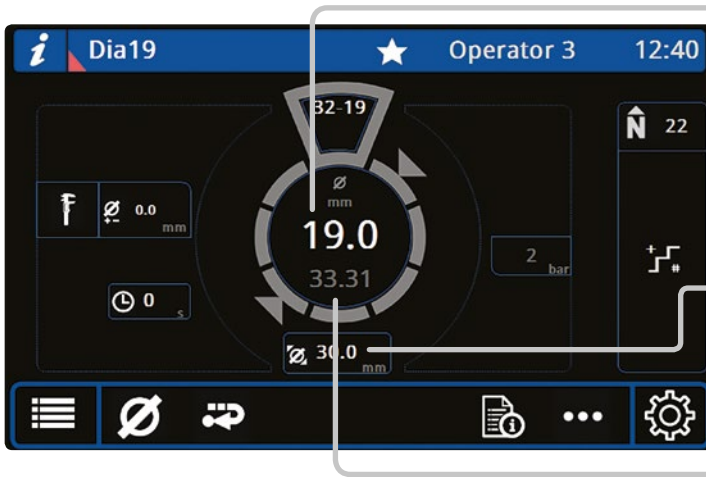 i Dia19 Operator 3 12:40
32-19
Ø
mm
19.0
33.31
Ø 0.0
+-
mm
0
s
30.0
mm
2
bar
N 22
+
#
i